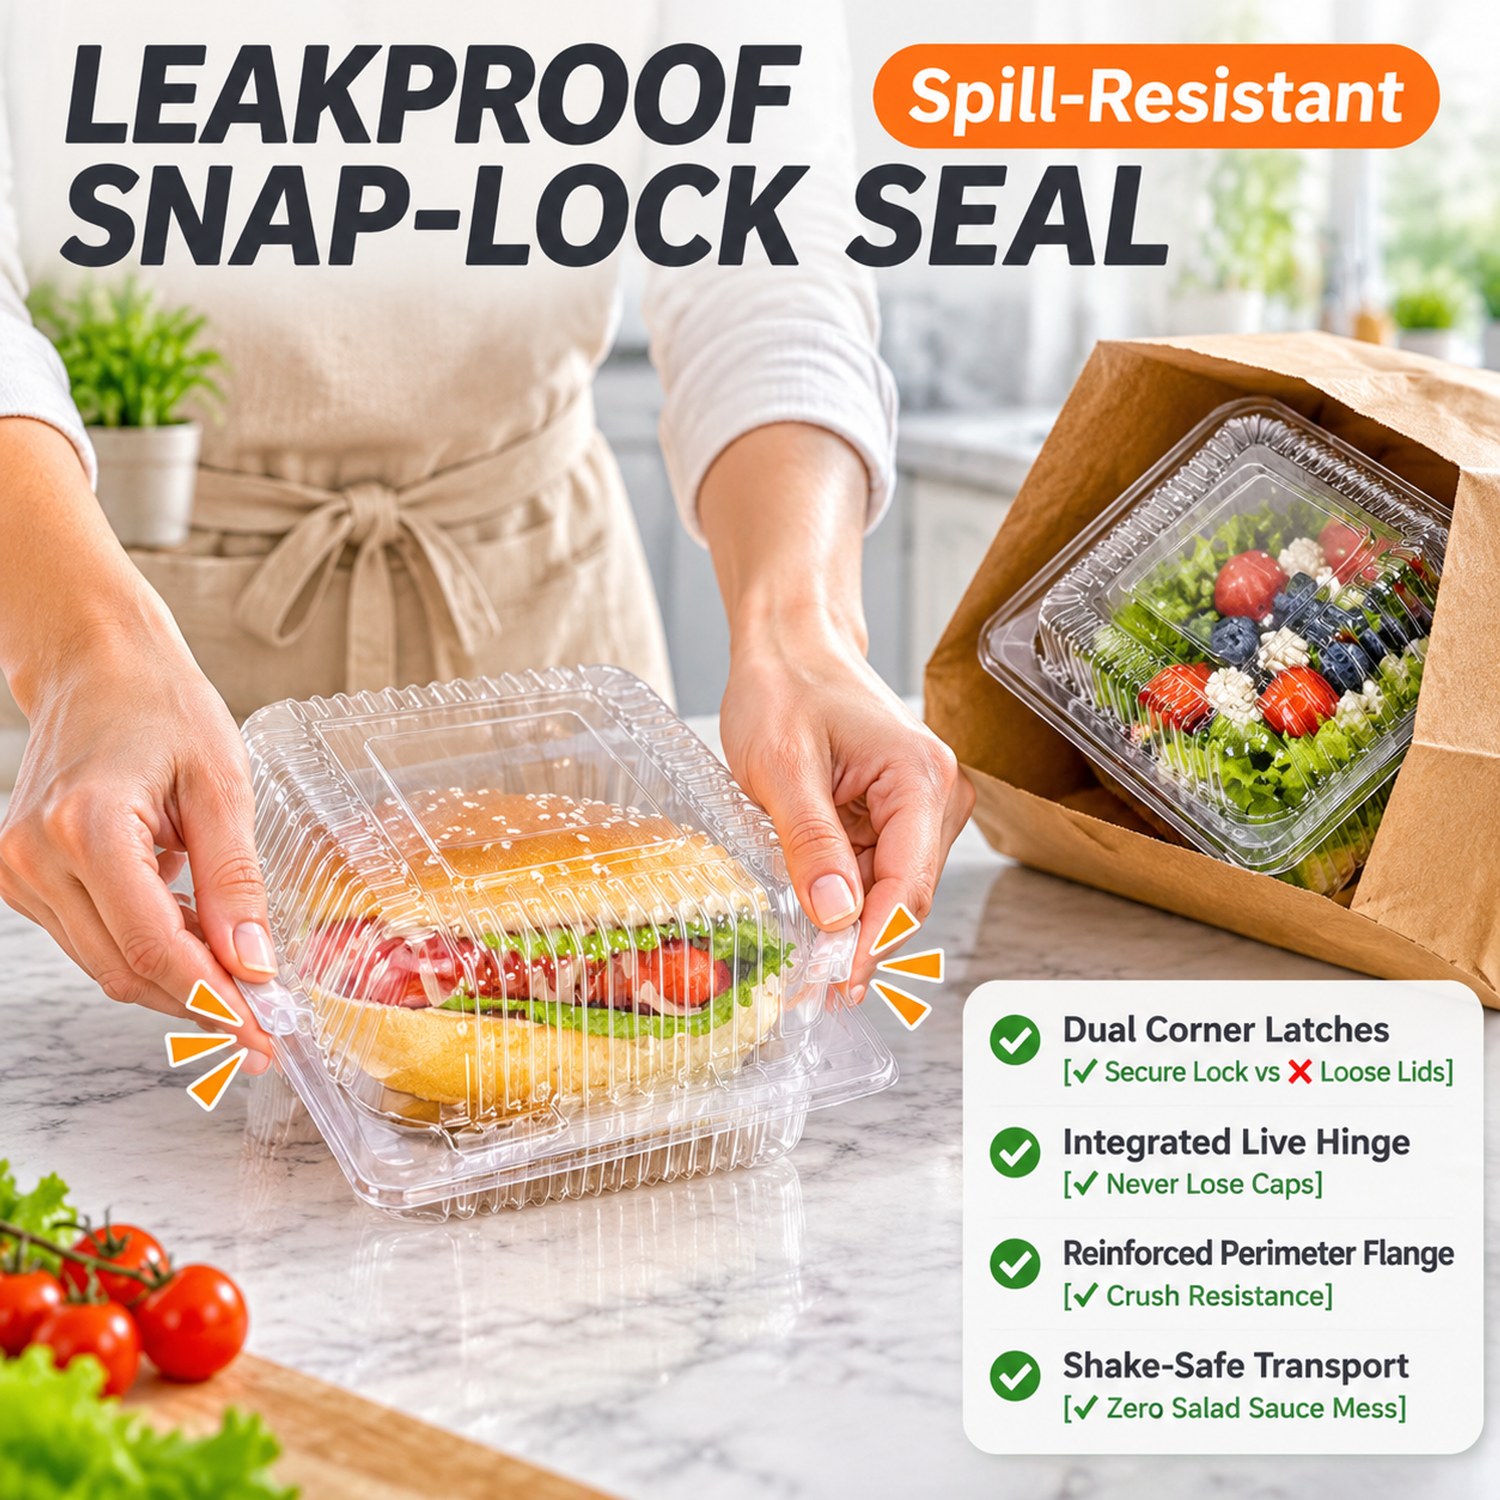 LEAKPROOF
Spill-Resistant
SNAP-LOCK SEAL
Dual Corner Latches
[✓ Secure Lock vs ❌ Loose Lids]
Integrated Live Hinge
[✓ Never Lose Caps]
Reinforced Perimeter Flange
[✓ Crush Resistance]
Shake-Safe Transport
[✓ Zero Salad Sauce Mess]